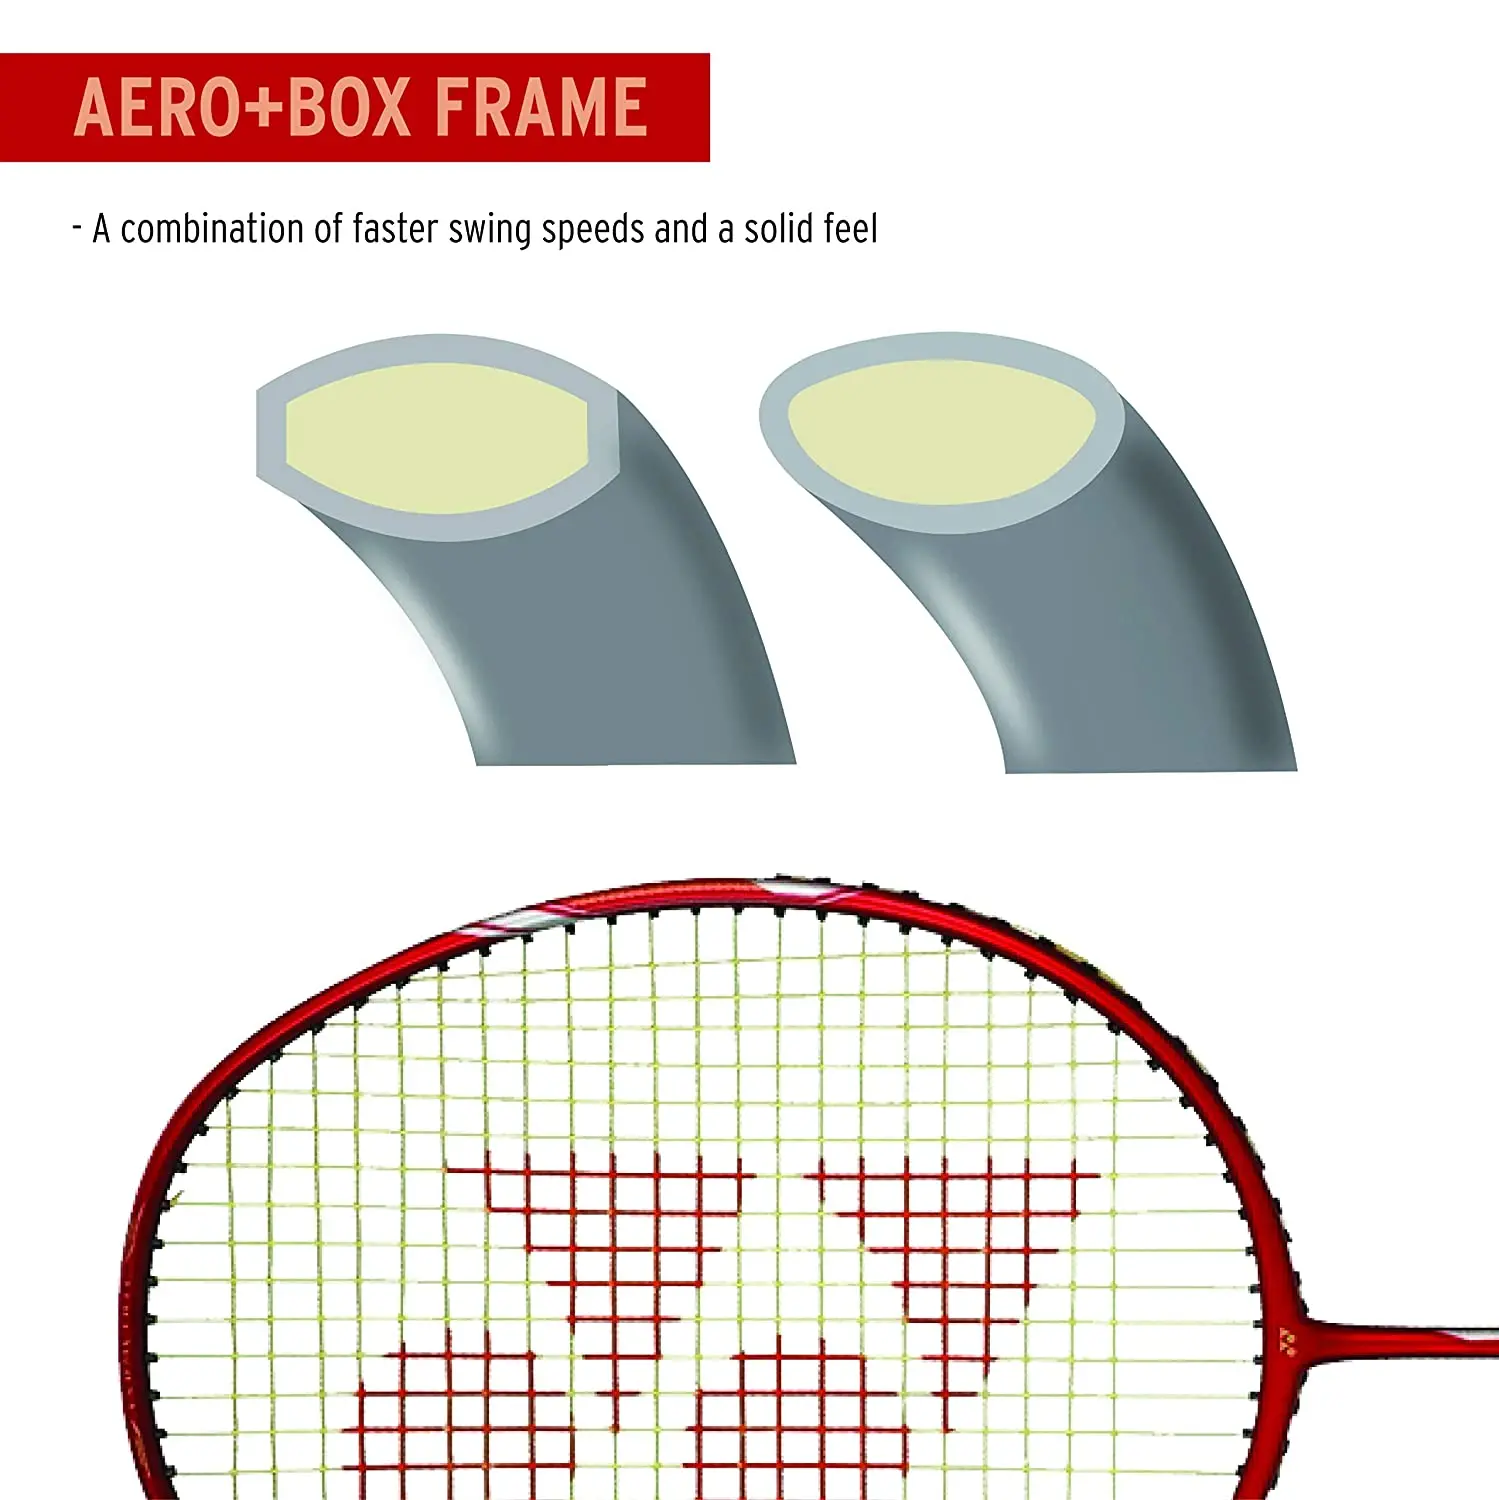 AERO+BOX FRAME
- A combination of faster swing speeds and a solid feel